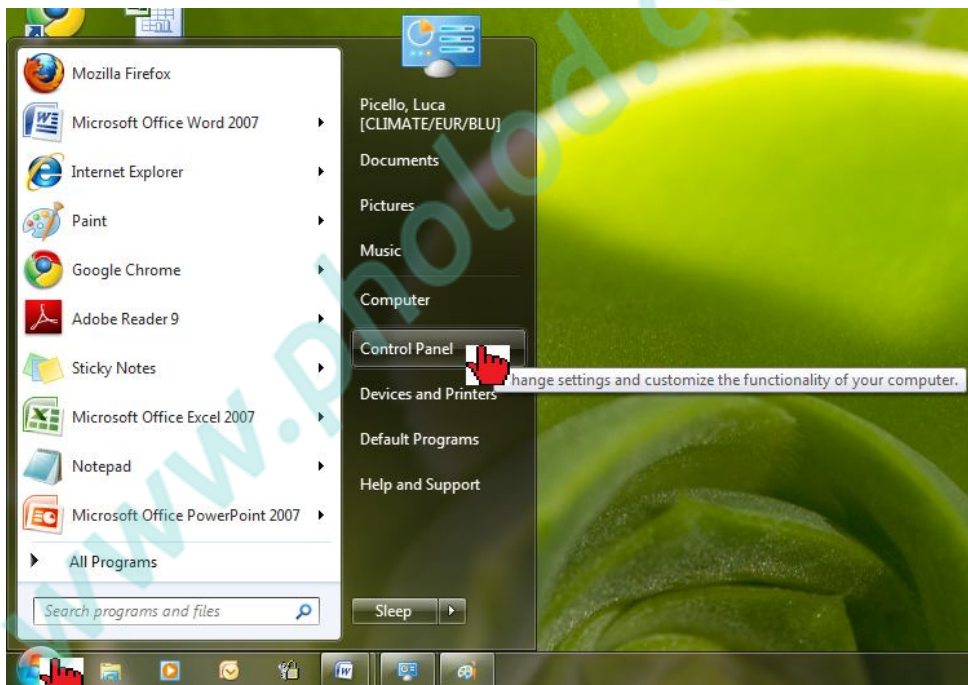 Mozilla Firefox
Microsoft Office Word 2007
Internet Explorer
Paint
Google Chrome
Adobe Reader 9
Sticky Notes
Microsoft Office Excel 2007
Notepad
Microsoft Office PowerPoint 2007
All Programs
Search programs and files
Picello, Luca
[CLIMATE/EUR/BLU]
Documents
Pictures
Music
Computer
Control Panel
hange settings and customize the functionality of your computer.
Devices and Printers
Default Programs
Help and Support
Sleep
www.pholod.c